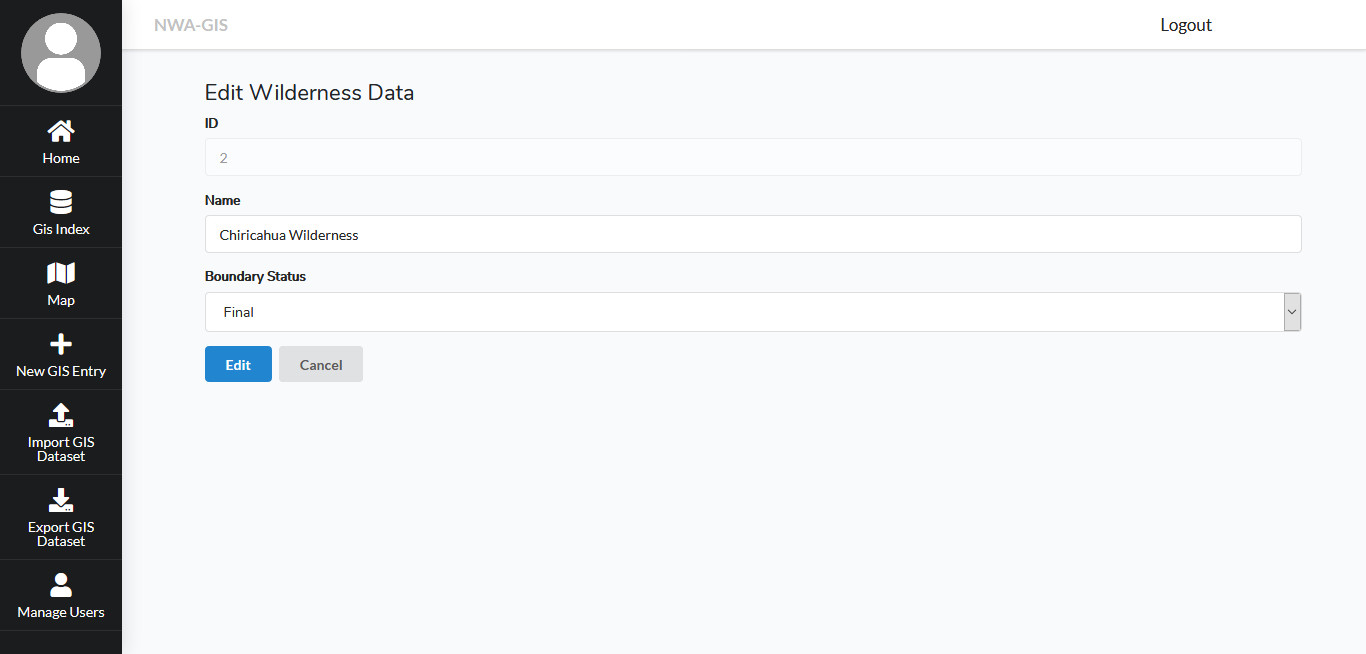 NWA-GIS
Logout
Home
Gis Index
Map
New GIS Entry
Import GIS
Dataset
Export GIS
Dataset
Manage Users
Edit Wilderness Data
ID
2
Name
Chiricahua Wilderness
Boundary Status
Final
Edit
Cancel